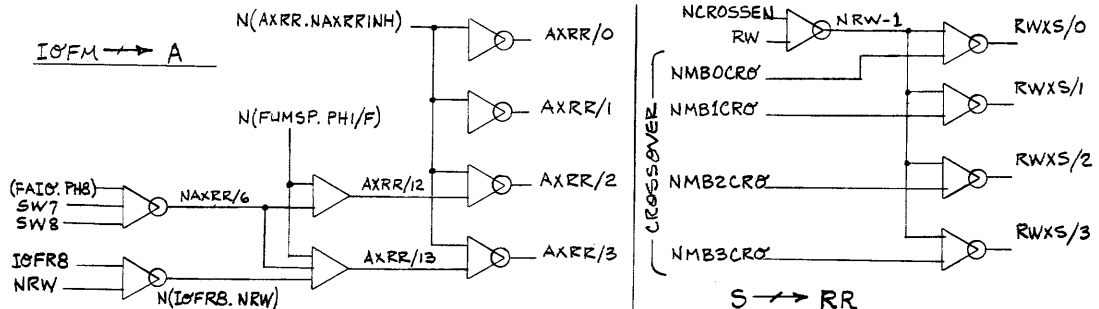 N(AXRR.NAXRRINH)
AXRR/0
IOFM → A
AXRR/1
N(FUMSP.PH1/F)
(FAIO.PH8)
SW7
SW8
NAXRR/6
AXRR/12
AXRR/2
IOFR8
NRW
N(IOFR8.NRW)
AXRR/13
AXRR/3
NCROSSEN
RW
NRW-1
RWXS/0
CROSSOVER
NMB0CRO
RWXS/1
NMB1CRO
RWXS/2
NMB2CRO
RWXS/3
NMB3CRO
S → RR